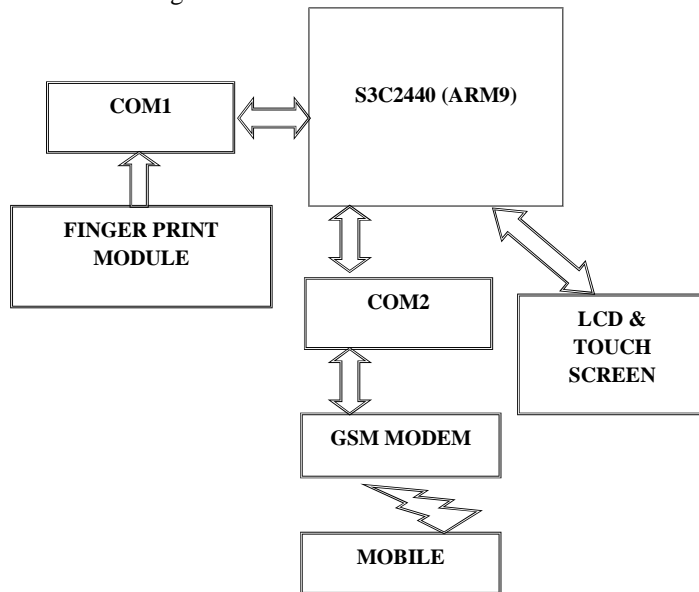 S3C2440 (ARM9)
COM1
FINGER PRINT
MODULE
COM2
LCD &
TOUCH
SCREEN
GSM MODEM
MOBILE